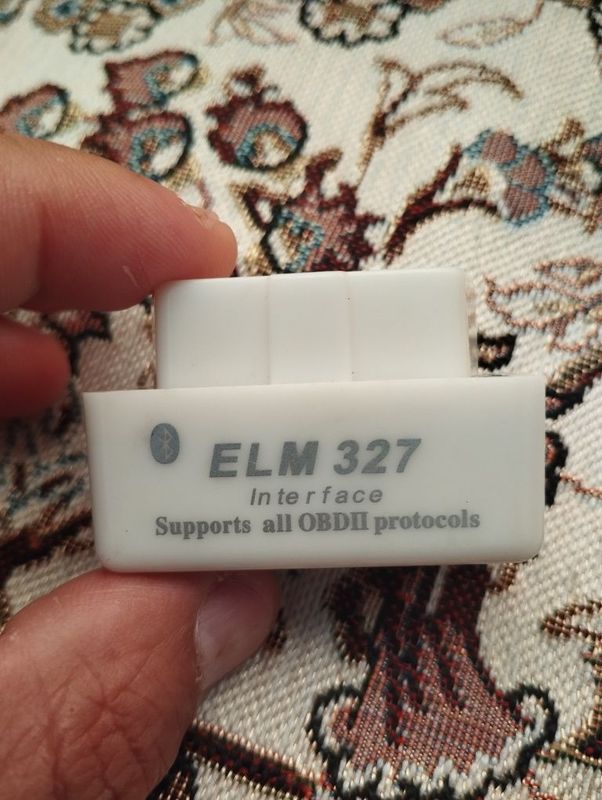 ELM 327
Interface
Supports all OBDII protocols